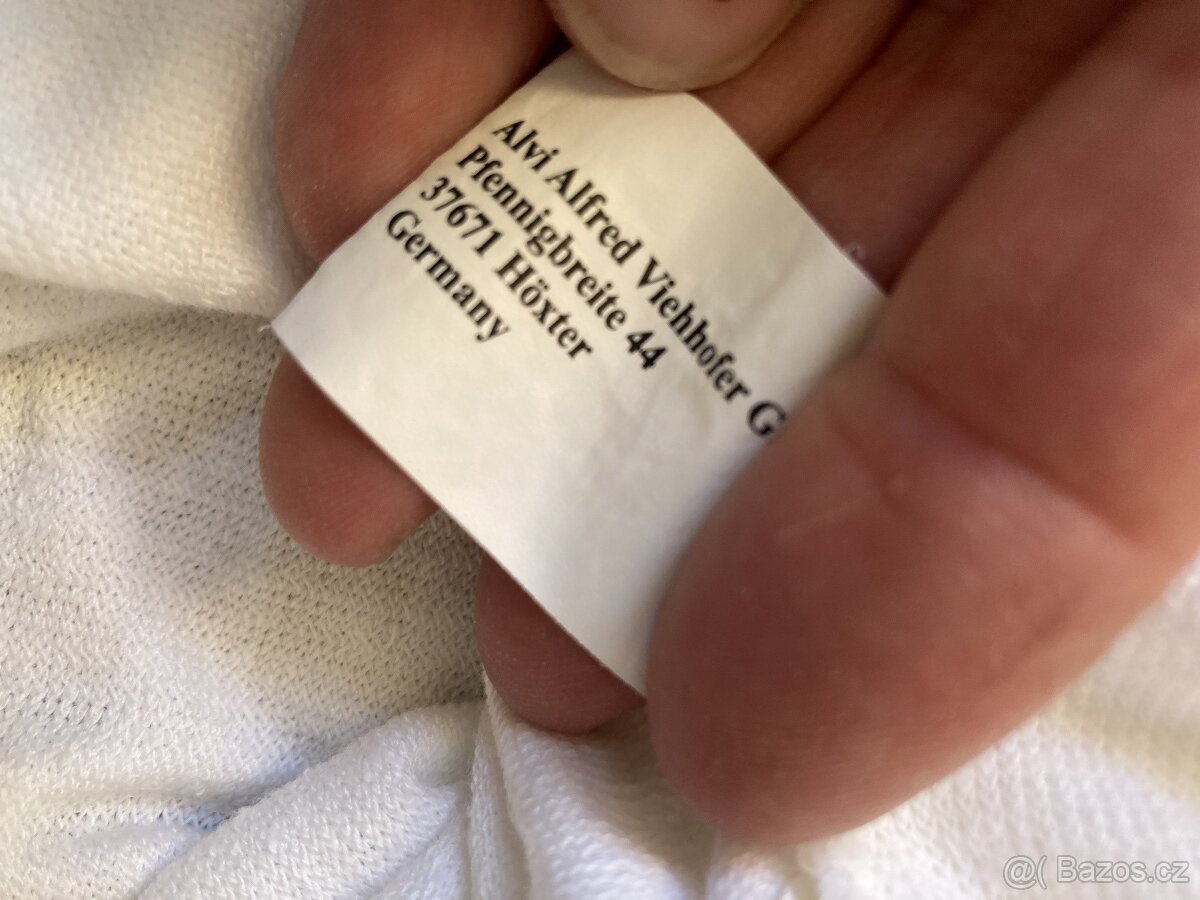 Alvi Alfred Viehhofer G
Pfennigbreite 44
37671 Höxter
Germany
@( Bazos.cz